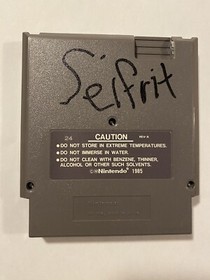 Seifrit
24 CAUTION REV-A
•DO NOT STORE IN EXTREME TEMPERATURES.
•DO NOT IMMERSE IN WATER.
•DO NOT CLEAN WITH BENZENE, THINNER,
ALCOHOL OR OTHER SUCH SOLVENTS.
©®Nintendo® 1985